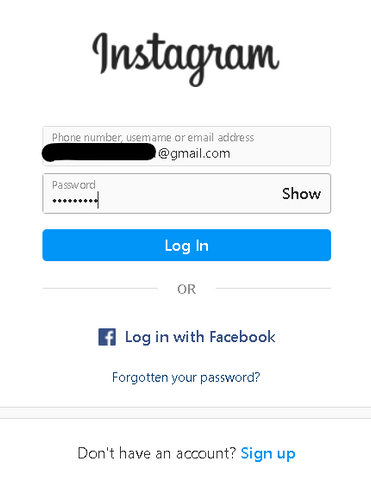 Instagram
Phone number, username or email address
@gmail.com
Password
•••••••••
Show
Log In
OR
Log in with Facebook
Forgotten your password?
Don't have an account? Sign up